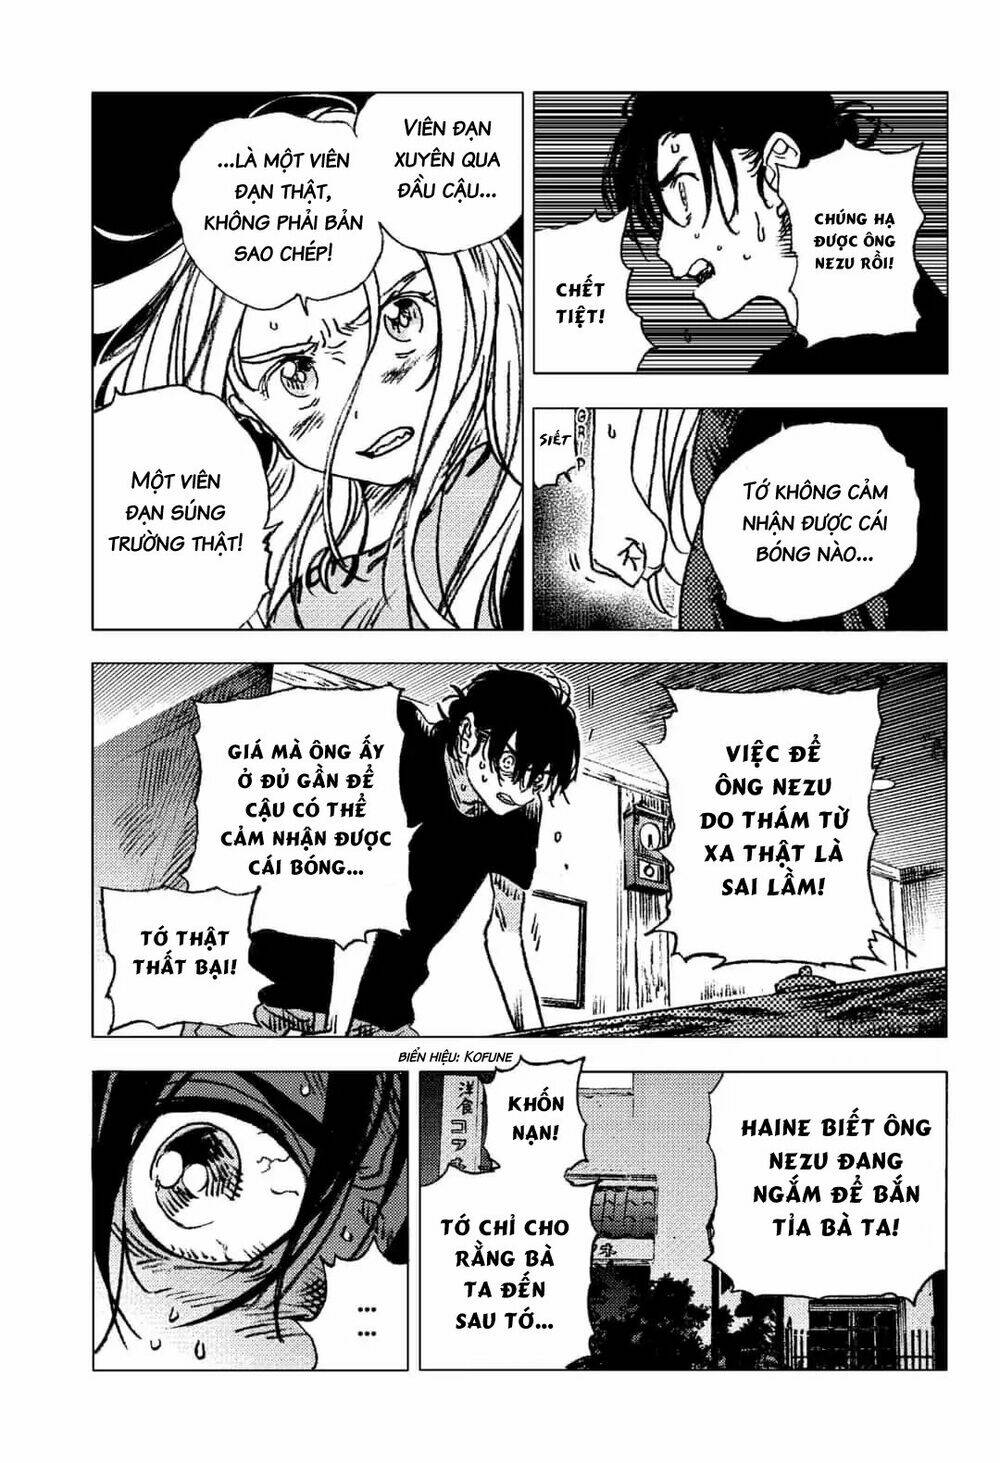 CHÚNG HẠ
ĐƯỢC ÔNG
NEZU RỒI!
CHẾT
TIỆT!
VIÊN ĐẠN
XUYÊN QUA
ĐẦU CẬU...
...LÀ MỘT VIÊN
ĐẠN THẬT,
KHÔNG PHẢI BẢN
SAO CHÉP!
MỘT VIÊN
ĐẠN SÚNG
TRƯỜNG THẬT!
TỚ KHÔNG CẢM
NHẬN ĐƯỢC CÁI
BÓNG NÀO...
GRIP
SIẾT
VIỆC ĐỂ
ÔNG NEZU
DO THÁM TỪ
XA THẬT LÀ
SAI LẦM!
GIÁ MÀ ÔNG ẤY
Ở ĐỦ GẦN ĐỂ
CẬU CÓ THỂ
CẢM NHẬN ĐƯỢC
CÁI BÓNG...
TỚ THẬT
THẤT BẠI!
BIỂN HIỆU: KOFUNE
HAINE BIẾT ÔNG
NEZU ĐANG
NGẮM ĐỂ BẮN
TỈA BÀ TA!
KHỐN
NẠN!
洋食コフネ
TỚ CHỈ CHO
RẰNG BÀ
TA ĐẾN
SAU TỚ...
...
...